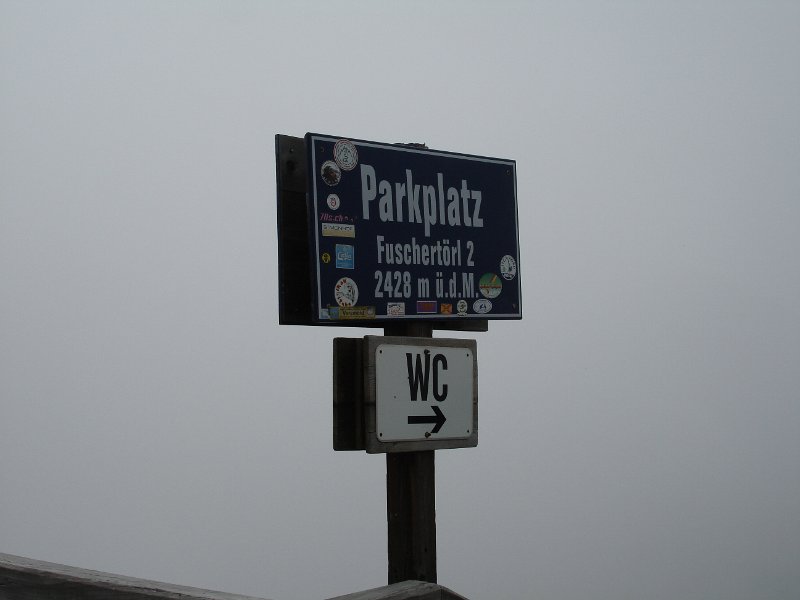 Parkplatz
Fuschertörl 2
2428 m ü.d.M.
WC